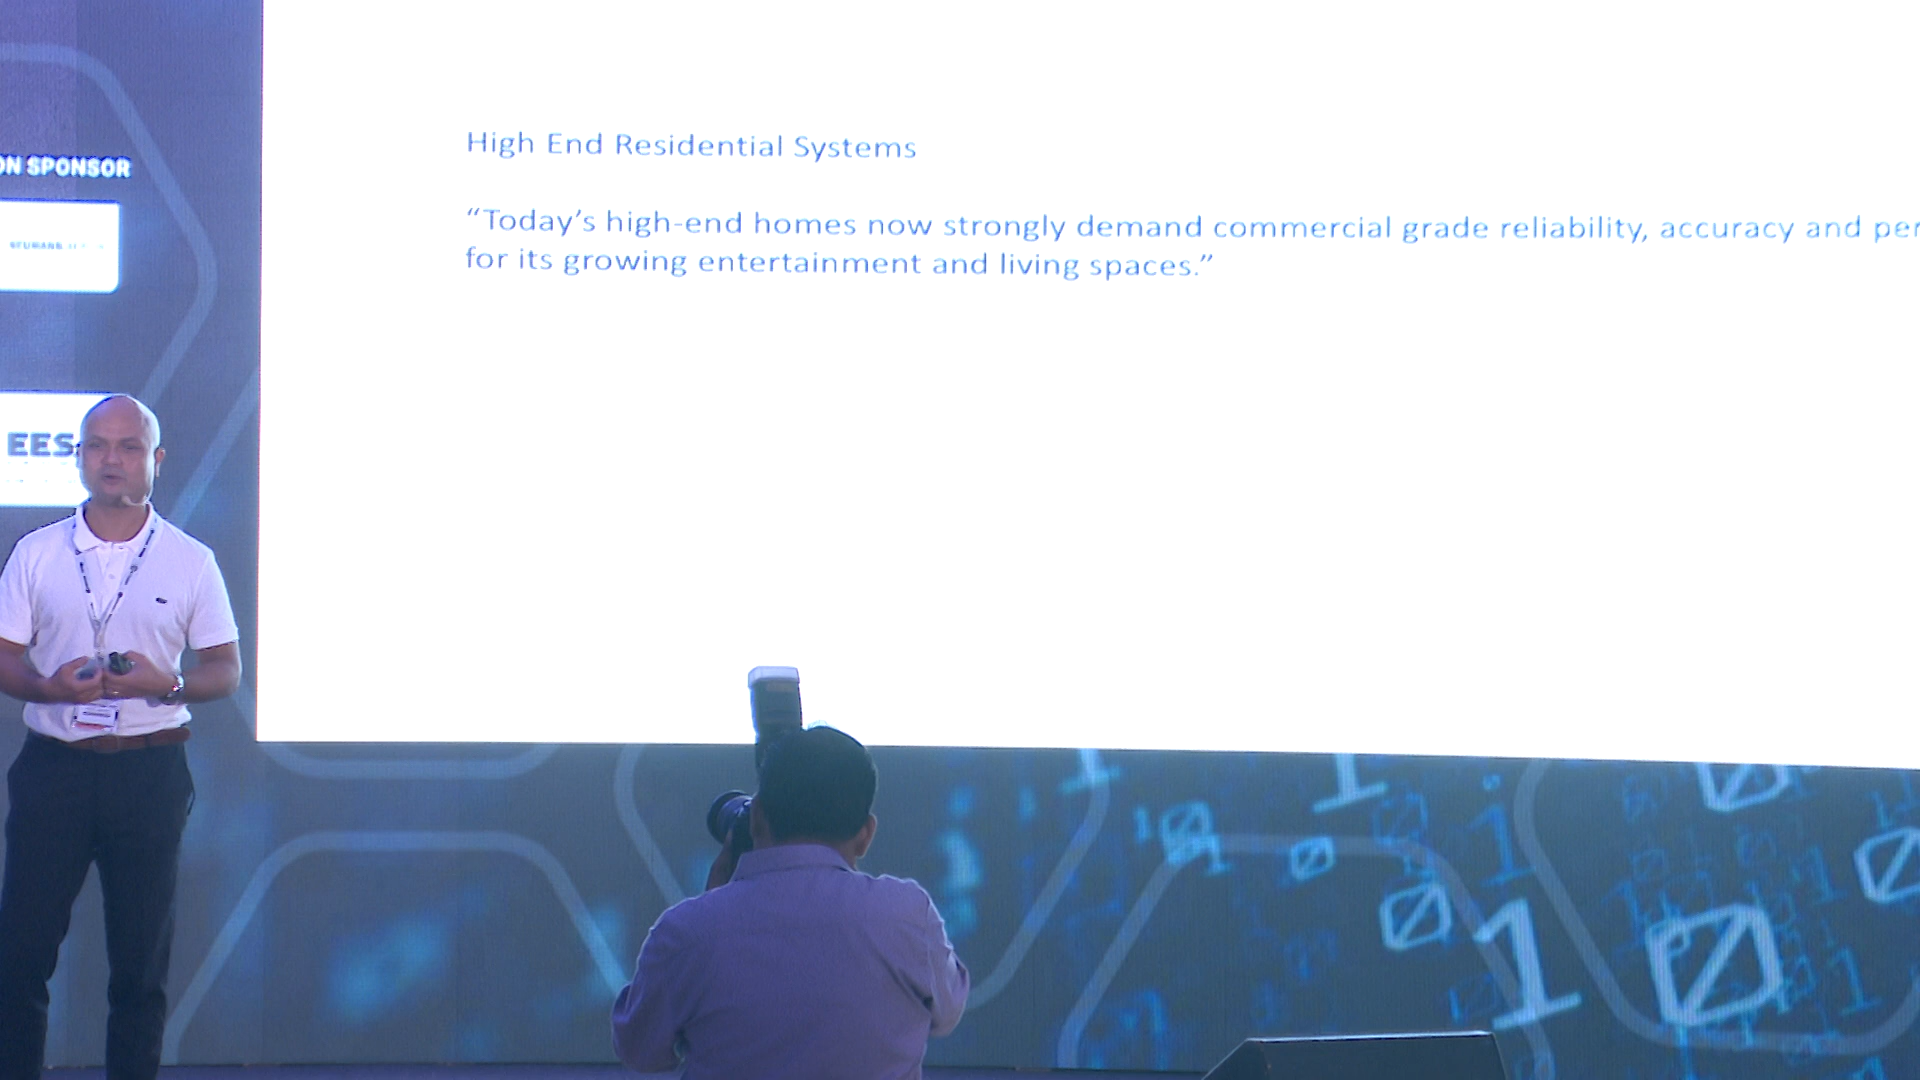 ON SPONSOR
EES
High End Residential Systems
“Today’s high-end homes now strongly demand commercial grade reliability, accuracy and per
for its growing entertainment and living spaces.”